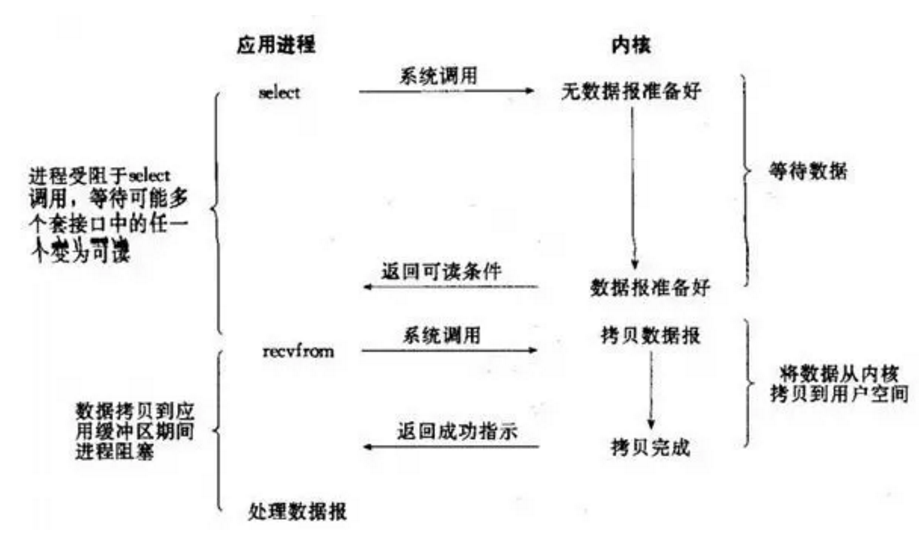 应用进程
内核
select
系统调用
无数据报准备好
进程受阻于select
调用，等待可能多
个套接口中的任一
个变为可读
等待数据
返回可读条件
数据报准备好
recvfrom
系统调用
拷贝数据报
数据拷贝到应
用缓冲区期间
进程阻塞
将数据从内核
拷贝到用户空间
返回成功指示
拷贝完成
处理数据报